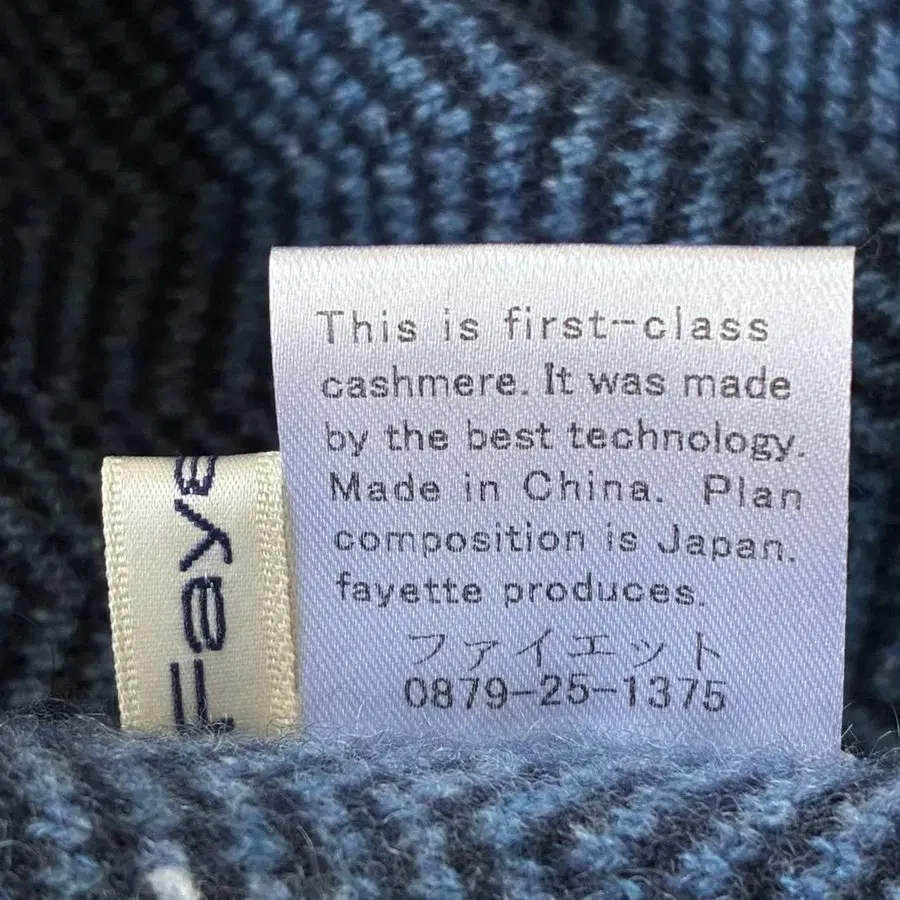 This is first-class
cashmere. It was made
by the best technology.
Made in China. Plan
composition is Japan.
fayette produces.
ファイエット
0879-25-1375
Faye